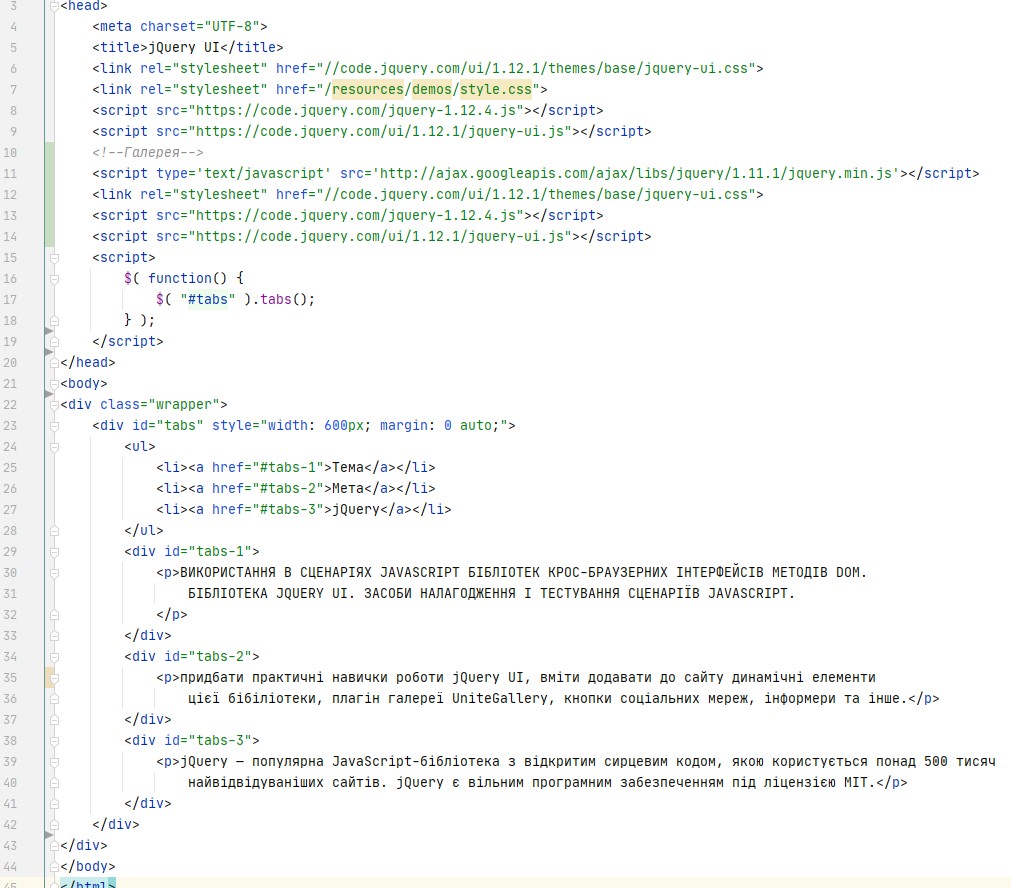 3 <head>
4 <meta charset="UTF-8">
5 <title>jQuery UI</title>
6 <link rel="stylesheet" href="//code.jquery.com/ui/1.12.1/themes/base/jquery-ui.css">
7 <link rel="stylesheet" href="/resources/demos/style.css">
8 <script src="https://code.jquery.com/jquery-1.12.4.js"></script>
9 <script src="https://code.jquery.com/ui/1.12.1/jquery-ui.js"></script>
10 <!--Галерея-->
11 <script type='text/javascript' src='http://ajax.googleapis.com/ajax/libs/jquery/1.11.1/jquery.min.js'></script>
12 <link rel="stylesheet" href="//code.jquery.com/ui/1.12.1/themes/base/jquery-ui.css">
13 <script src="https://code.jquery.com/jquery-1.12.4.js"></script>
14 <script src="https://code.jquery.com/ui/1.12.1/jquery-ui.js"></script>
15 <script>
16 $( function() {
17 $( "#tabs" ).tabs();
18 } );
19 </script>
20 </head>
21 <body>
22 <div class="wrapper">
23 <div id="tabs" style="width: 600px; margin: 0 auto;">
24 <ul>
25 <li><a href="#tabs-1">Тема</a></li>
26 <li><a href="#tabs-2">Мета</a></li>
27 <li><a href="#tabs-3">jQuery</a></li>
28 </ul>
29 <div id="tabs-1">
30 <p>ВИКОРИСТАННЯ В СЦЕНАРІЯХ JAVASCRIPT БІБЛІОТЕК КРОС-БРАУЗЕРНИХ ІНТЕРФЕЙСІВ МЕТОДІВ DOM.
31 БІБЛІОТЕКА JQUERY UI. ЗАСОБИ НАЛАГОДЖЕННЯ І ТЕСТУВАННЯ СЦЕНАРІЇВ JAVASCRIPT.
32 </p>
33 </div>
34 <div id="tabs-2">
35 <p>придбати практичні навички роботи jQuery UI, вміти додавати до сайту динамічні елементи
36 цієї бібіліотеки, плагін галереї UniteGallery, кнопки соціальних мереж, інформери та інше.</p>
37 </div>
38 <div id="tabs-3">
39 <p>jQuery — популярна JavaScript-бібліотека з відкритим сирцевим кодом, якою користується понад 500 тисяч
40 найвідвідуваніших сайтів. jQuery є вільним програмним забезпеченням під ліцензією MIT.</p>
41 </div>
42 </div>
43 </div>
44 </body>
45 </html>